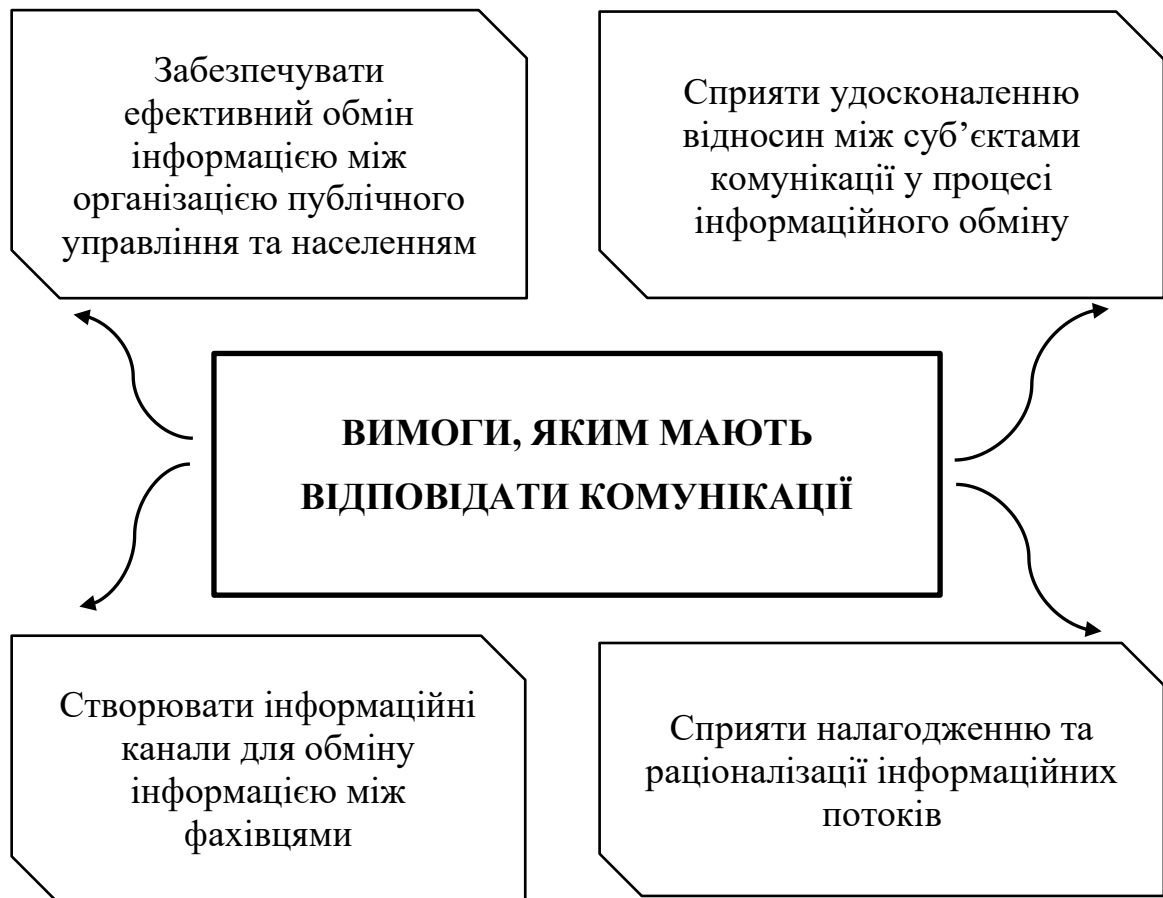 Забезпечувати
ефективний обмін
інформацією між
організацією публічного
управління та населенням
Сприяти удосконаленню
відносин між суб’єктами
комунікації у процесі
інформаційного обміну
ВИМОГИ, ЯКИМ МАЮТЬ
ВІДПОВІДАТИ КОМУНІКАЦІЇ
Створювати інформаційні
канали для обміну
інформацією між
фахівцями
Сприяти налагодженню та
раціоналізації інформаційних
потоків